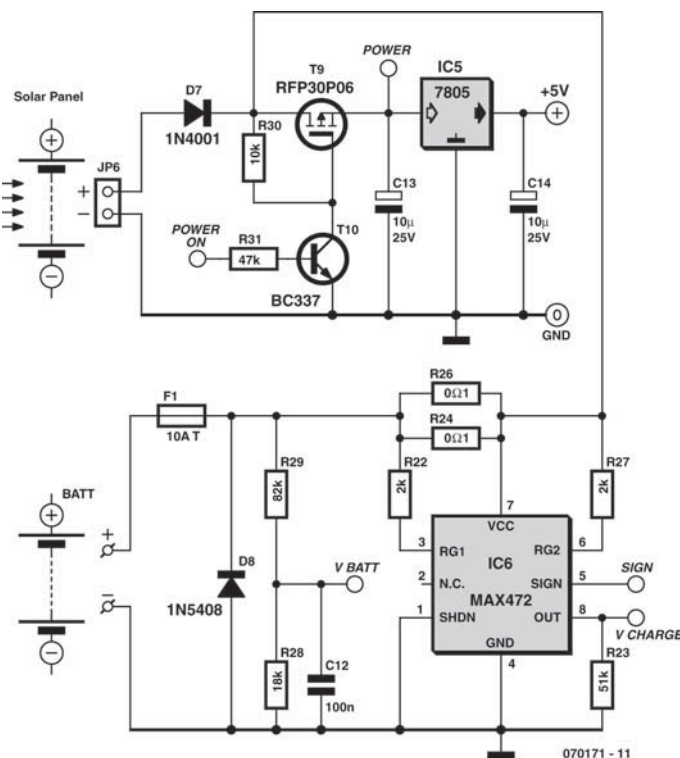 POWER
T9
IC5
RFP30P06
7805
+5V
D7
Solar Panel
1N4001
R30
10k
JP6
+
−
C13
10µ
25V
C14
10µ
25V
POWER
ON
R31
47k
T10
BC337
0
GND
R26
0Ω1
F1
10A T
R24
0Ω1
R29
82k
R22
2k
R27
2k
BATT
+
−
7
VCC
3
RG1
RG2
6
IC6
2
N.C.
SIGN
5
SIGN
MAX472
1
SHDN
OUT
8
V CHARGE
GND
4
D8
1N5408
V BATT
R28
18k
C12
100n
R23
51k
070171 - 11